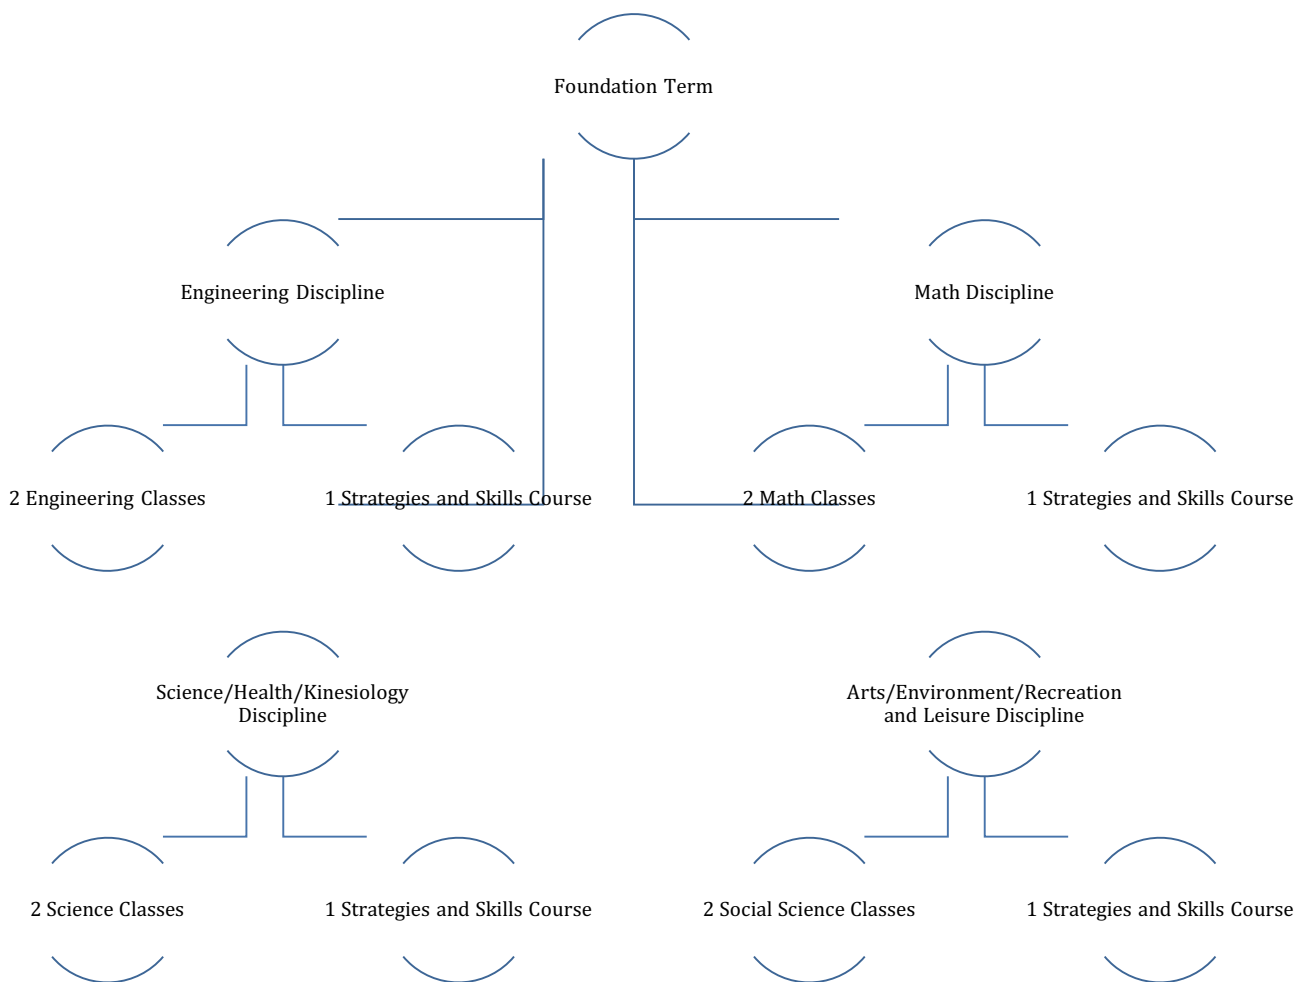 Foundation Term
Engineering Discipline
Math Discipline
2 Engineering Classes
1 Strategies and Skills Course
2 Math Classes
1 Strategies and Skills Course
Science/Health/Kinesiology
Discipline
Arts/Environment/Recreation
and Leisure Discipline
2 Science Classes
1 Strategies and Skills Course
2 Social Science Classes
1 Strategies and Skills Course